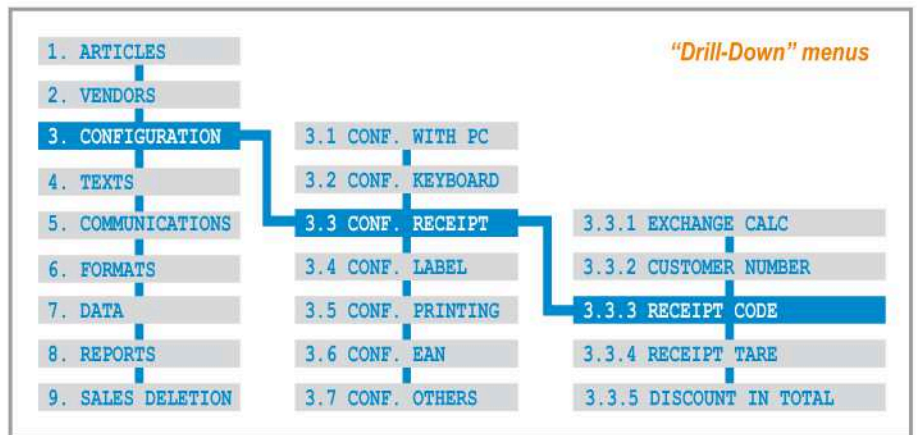 “Drill-Down” menus
1. ARTICLES
2. VENDORS
3. CONFIGURATION
4. TEXTS
5. COMMUNICATIONS
6. FORMATS
7. DATA
8. REPORTS
9. SALES DELETION
3.1 CONF. WITH PC
3.2 CONF. KEYBOARD
3.3 CONF. RECEIPT
3.4 CONF. LABEL
3.5 CONF. PRINTING
3.6 CONF. EAN
3.7 CONF. OTHERS
3.3.1 EXCHANGE CALC
3.3.2 CUSTOMER NUMBER
3.3.3 RECEIPT CODE
3.3.4 RECEIPT TARE
3.3.5 DISCOUNT IN TOTAL